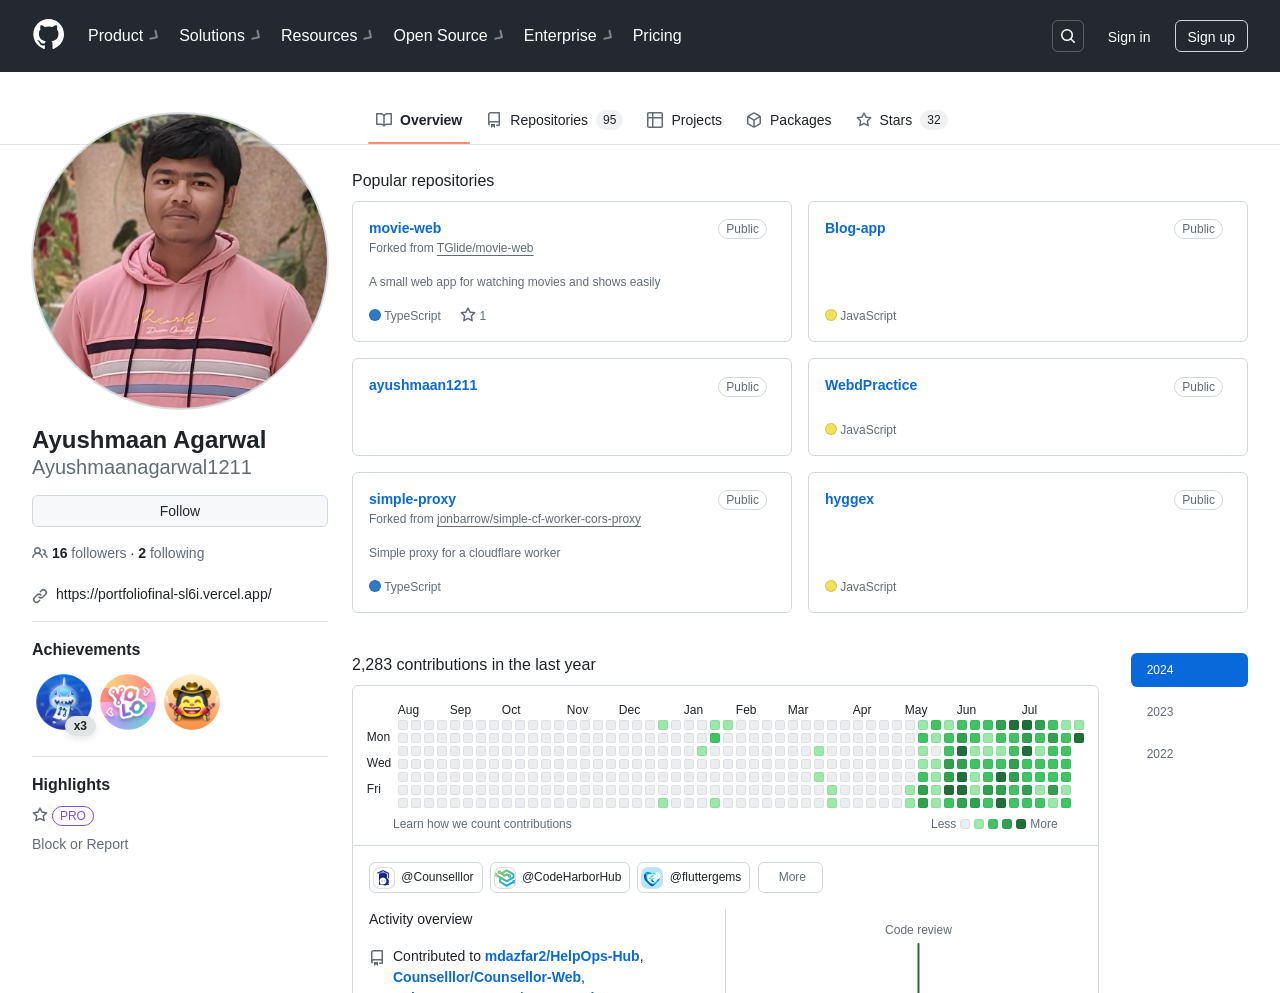 Product Solutions Resources Open Source Enterprise Pricing Sign in Sign up
Overview Repositories 95 Projects Packages Stars 32
Popular repositories
movie-web Public
Forked from TGlide/movie-web
A small web app for watching movies and shows easily
TypeScript 1
Blog-app Public
JavaScript
ayushmaan1211 Public
WebdPractice Public
JavaScript
simple-proxy Public
Forked from jonbarrow/simple-cf-worker-cors-proxy
Simple proxy for a cloudflare worker
TypeScript
hyggex Public
JavaScript
Ayushmaan Agarwal
Ayushmaanagarwal1211
Follow
16 followers · 2 following
https://portfoliofinal-sl6i.vercel.app/
Achievements
YOLO
x3
Highlights
PRO
Block or Report
2,283 contributions in the last year
2024
2023
2022
Aug Sep Oct Nov Dec Jan Feb Mar Apr May Jun Jul
Mon
Wed
Fri
Learn how we count contributions Less More
@Counselllor @CodeHarborHub @fluttergems More
Activity overview
Code review
Contributed to mdazfar2/HelpOps-Hub,
Counselllor/Counsellor-Web,